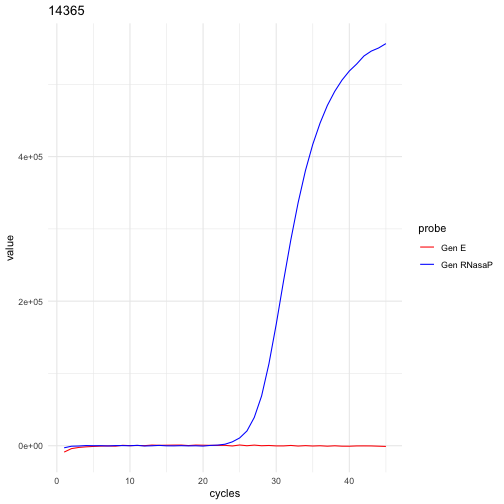 14365
value
4e+05
2e+05
0e+00
0
10
20
30
40
cycles
probe
Gen E
Gen RNasaP